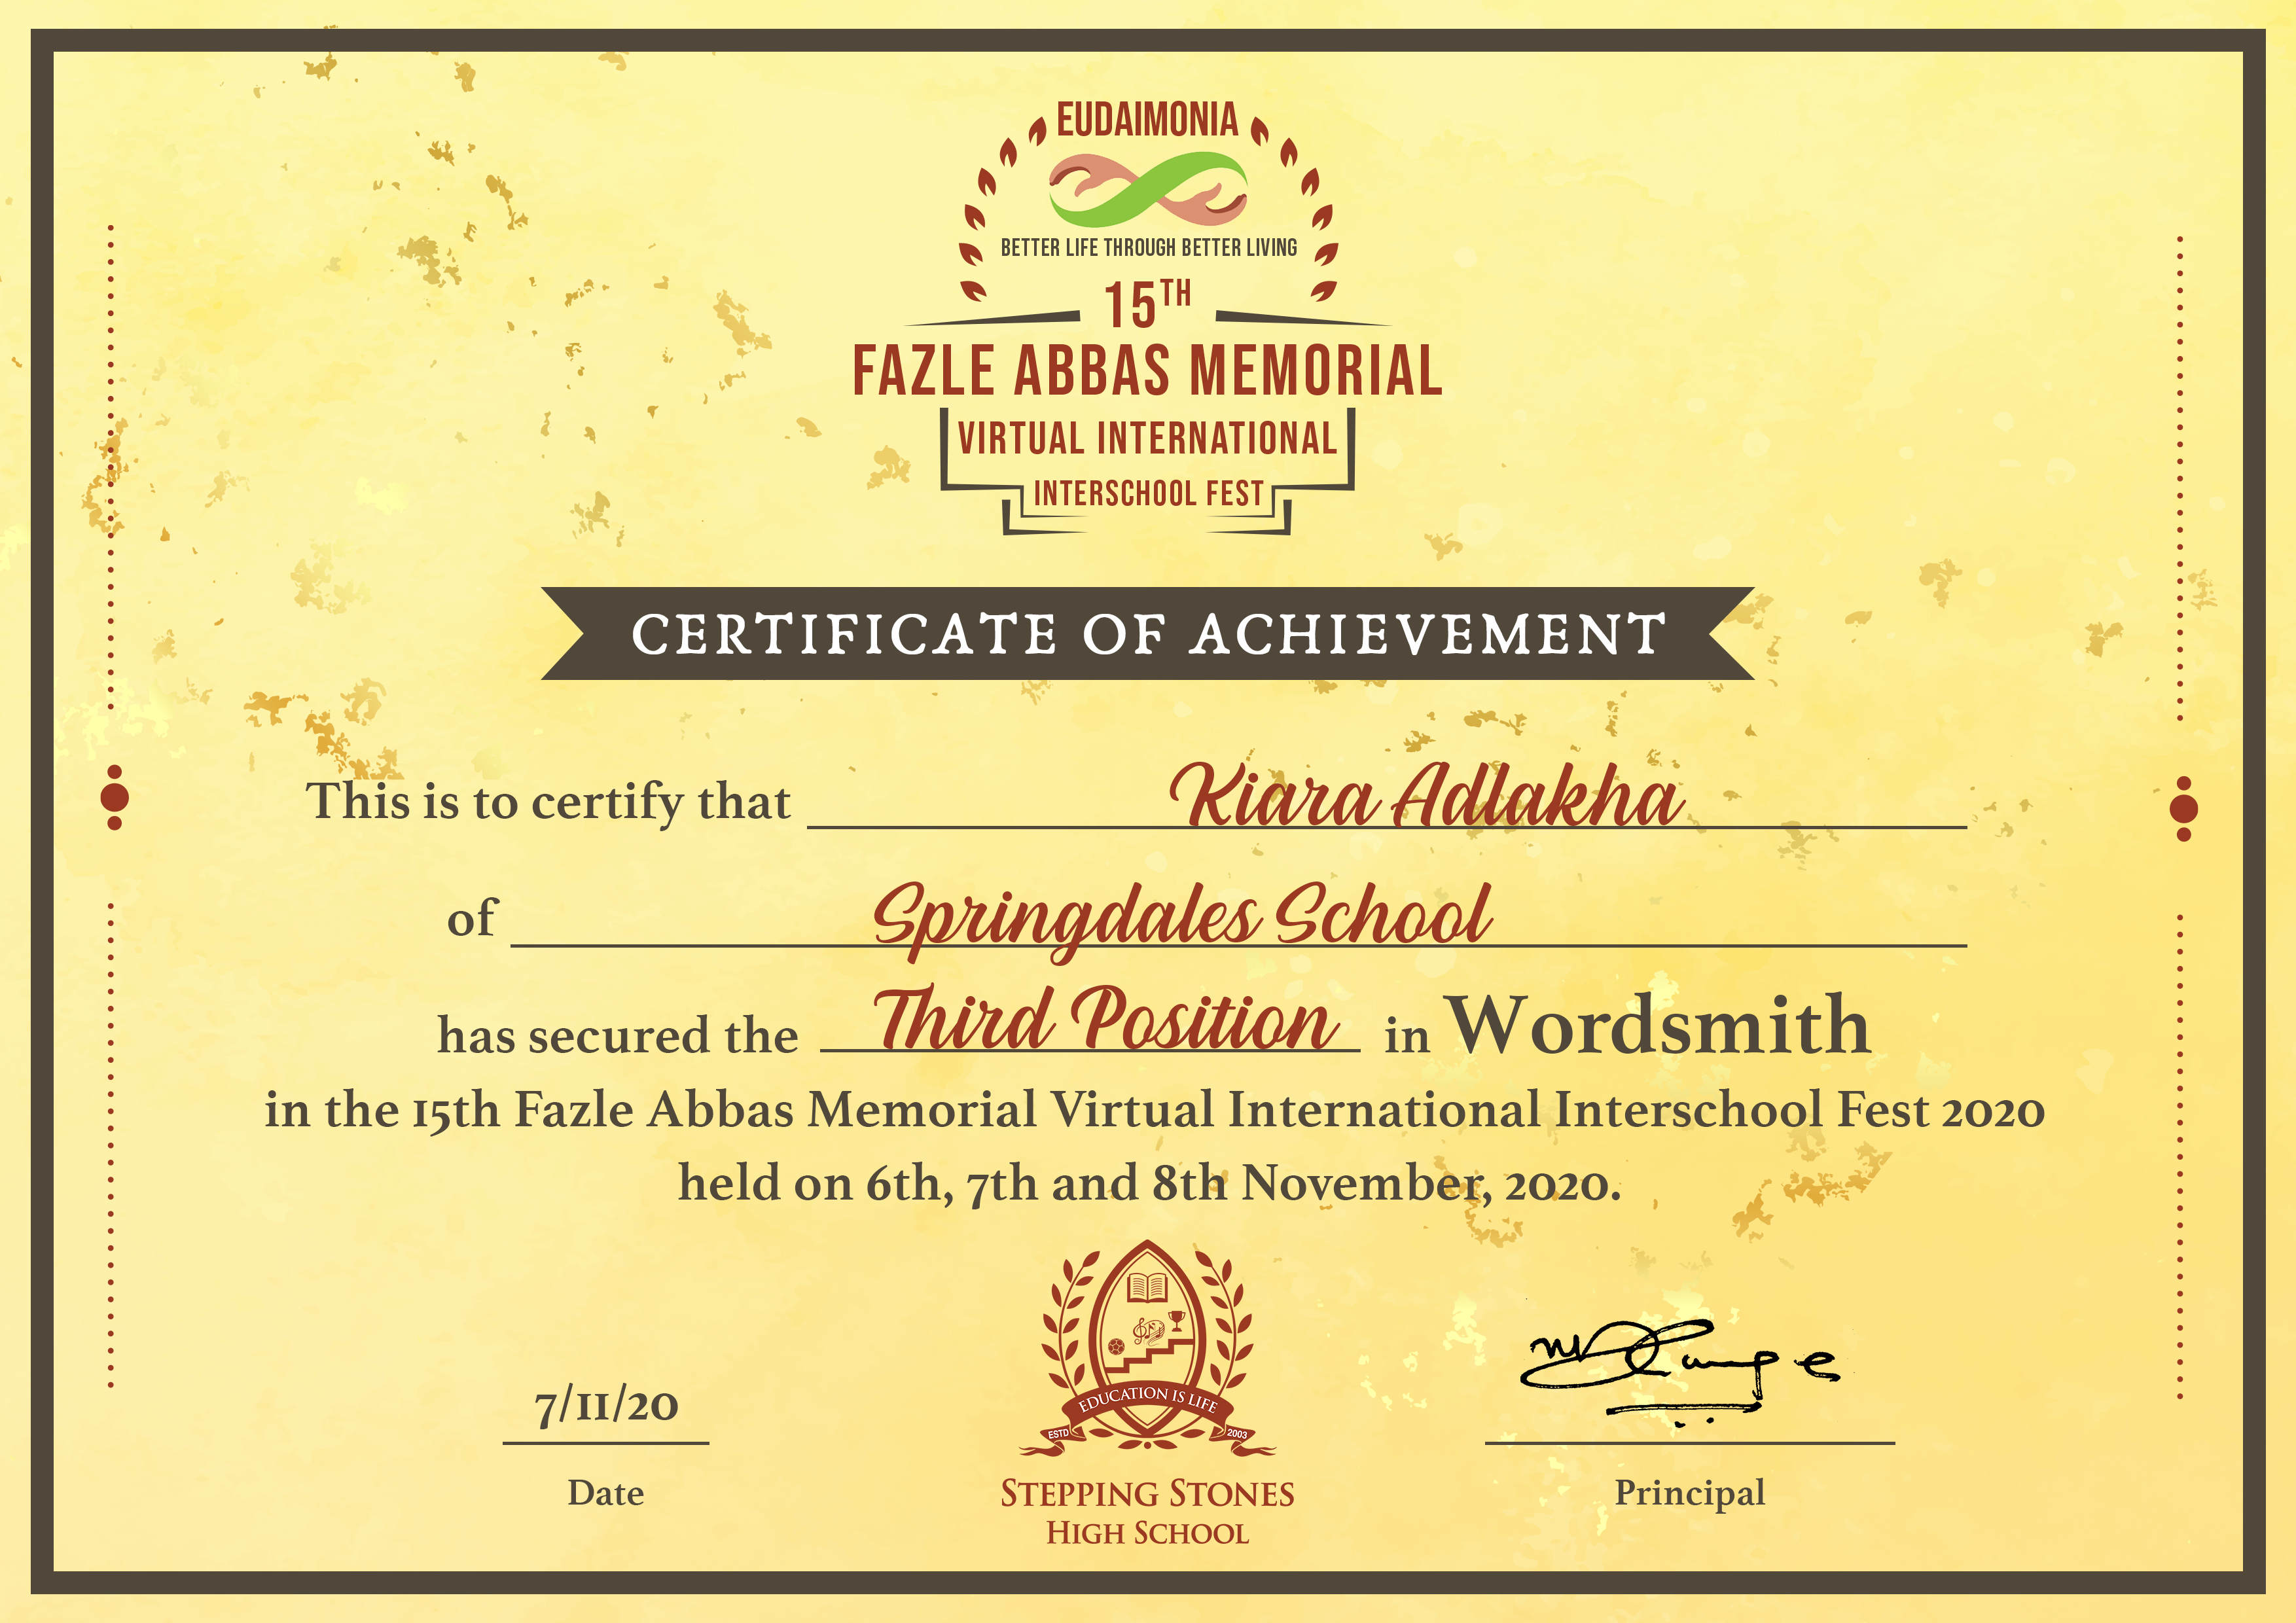 EUDAIMONIA
BETTER LIFE THROUGH BETTER LIVING
15TH
FAZLE ABBAS MEMORIAL
VIRTUAL INTERNATIONAL
INTERSCHOOL FEST
CERTIFICATE OF ACHIEVEMENT
This is to certify that Kiara Adlakha
of Springdales School
has secured the Third Position in Wordsmith
in the 15th Fazle Abbas Memorial Virtual International Interschool Fest 2020
held on 6th, 7th and 8th November, 2020.
EDUCATION IS LIFE
ESTD 2003
7/11/20
Date
STEPPING STONES
HIGH SCHOOL
Principal